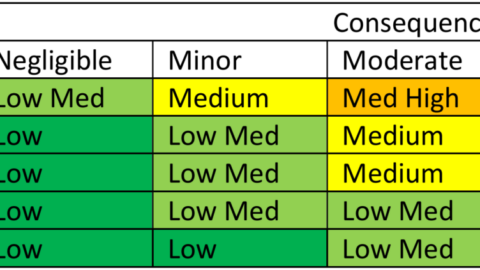 Consequenc
Negligible Minor Moderate
Low Med Medium Med High
Low Low Med Medium
Low Low Med Medium
Low Low Med Low Med
Low Low Low Med